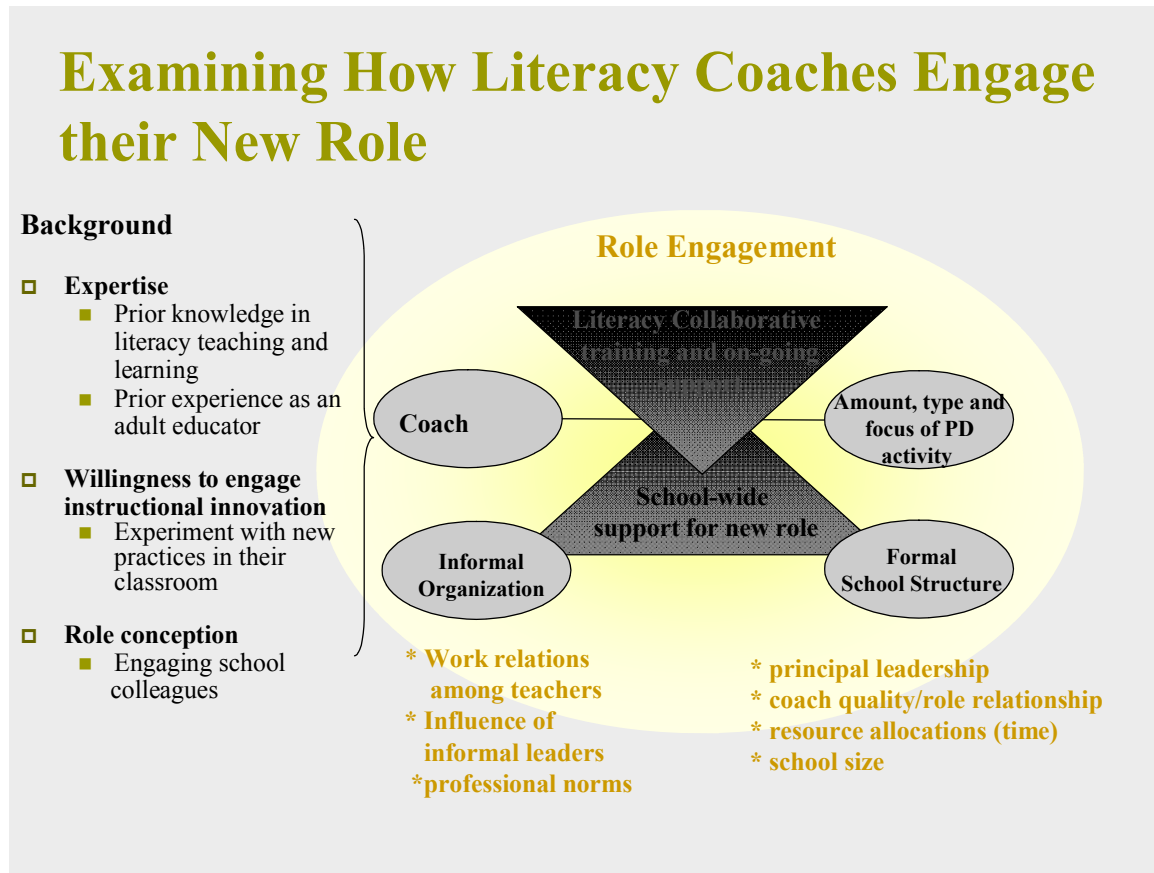 Examining How Literacy Coaches Engage
their New Role
Background
Expertise
Prior knowledge in
literacy teaching and
learning
Prior experience as an
adult educator
Willingness to engage
instructional innovation
Experiment with new
practices in their
classroom
Role conception
Engaging school
colleagues
Role Engagement
Literacy Collaborative
training and on-going
support
Coach
Amount, type and
focus of PD
activity
School-wide
support for new role
Informal
Organization
Formal
School Structure
* Work relations
among teachers
* Influence of
informal leaders
*professional norms
* principal leadership
* coach quality/role relationship
* resource allocations (time)
* school size